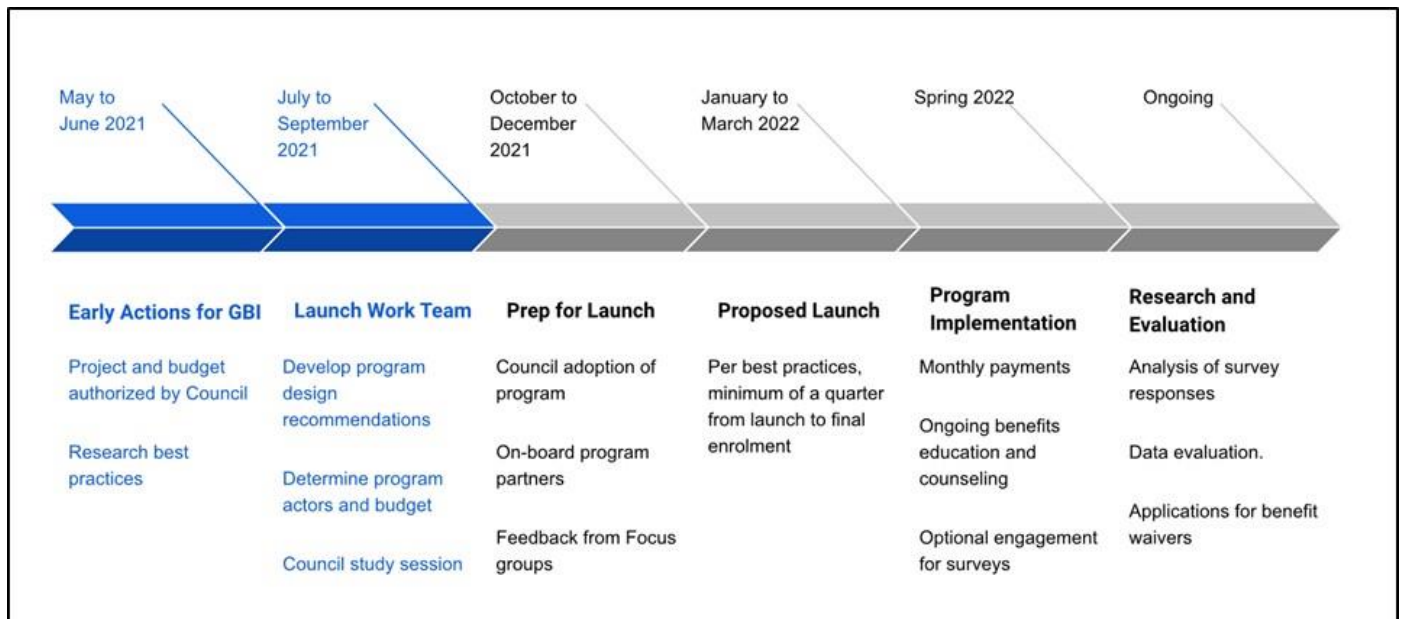 May to
June 2021
July to
September
2021
October to
December
2021
January to
March 2022
Spring 2022
Ongoing
Early Actions for GBI
Project and budget
authorized by Council
Research best
practices
Launch Work Team
Develop program
design
recommendations
Determine program
actors and budget
Council study session
Prep for Launch
Council adoption of
program
On-board program
partners
Feedback from Focus
groups
Proposed Launch
Per best practices,
minimum of a quarter
from launch to final
enrolment
Program
Implementation
Monthly payments
Ongoing benefits
education and
counseling
Optional engagement
for surveys
Research and
Evaluation
Analysis of survey
responses
Data evaluation.
Applications for benefit
waivers